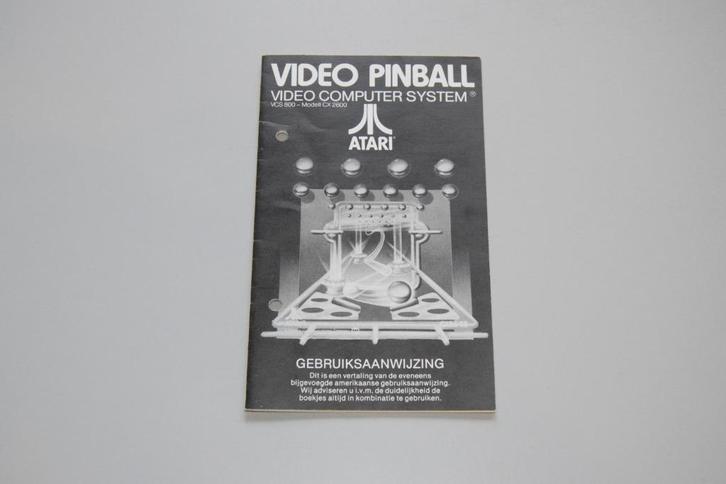 VIDEO PINBALL
VIDEO COMPUTER SYSTEM®
VCS 800 – Modell CX 2600
ATARI
GEBRUIKSAANWIJZING
Dit is een vertaling van de eveneens
bijgevoegde amerikaanse gebruiksaanwijzing.
Wij adviseren u i.v.m. de duidelijkheid de
boekjes altijd in kombinatie te gebruiken.